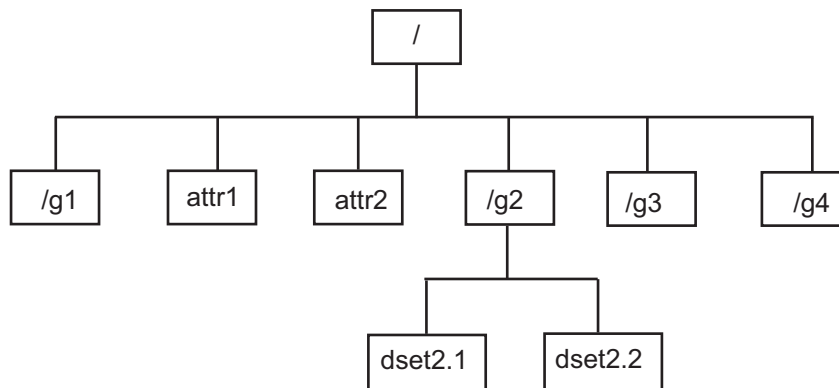 /
/g1
attr1
attr2
/g2
/g3
/g4
dset2.1
dset2.2